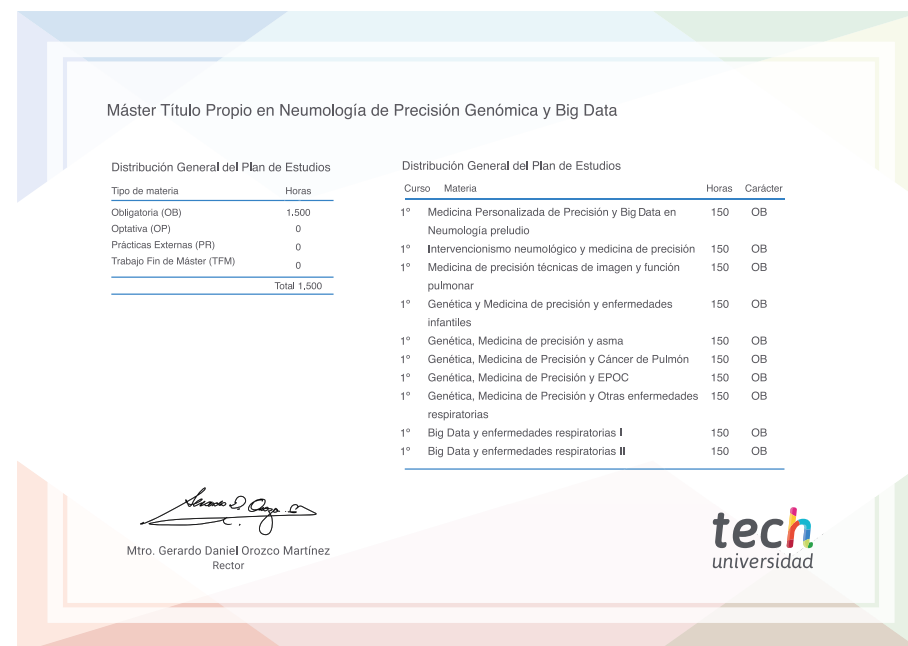 Máster Título Propio en Neumología de Precisión Genómica y Big Data
Distribución General del Plan de Estudios
Tipo de materia Horas
Obligatoria (OB) 1.500
Optativa (OP) 0
Prácticas Externas (PR) 0
Trabajo Fin de Máster (TFM) 0
Total 1.500
Distribución General del Plan de Estudios
Curso Materia Horas Carácter
1º Medicina Personalizada de Precisión y Big Data en 150 OB
Neumología preludio
1º Intervencionismo neumológico y medicina de precisión 150 OB
1º Medicina de precisión técnicas de imagen y función 150 OB
pulmonar
1º Genética y Medicina de precisión y enfermedades 150 OB
infantiles
1º Genética, Medicina de precisión y asma 150 OB
1º Genética, Medicina de Precisión y Cáncer de Pulmón 150 OB
1º Genética, Medicina de Precisión y EPOC 150 OB
1º Genética, Medicina de Precisión y Otras enfermedades 150 OB
respiratorias
1º Big Data y enfermedades respiratorias I 150 OB
1º Big Data y enfermedades respiratorias II 150 OB
Mtro. Gerardo Daniel Orozco Martínez
Rector
tech
universidad